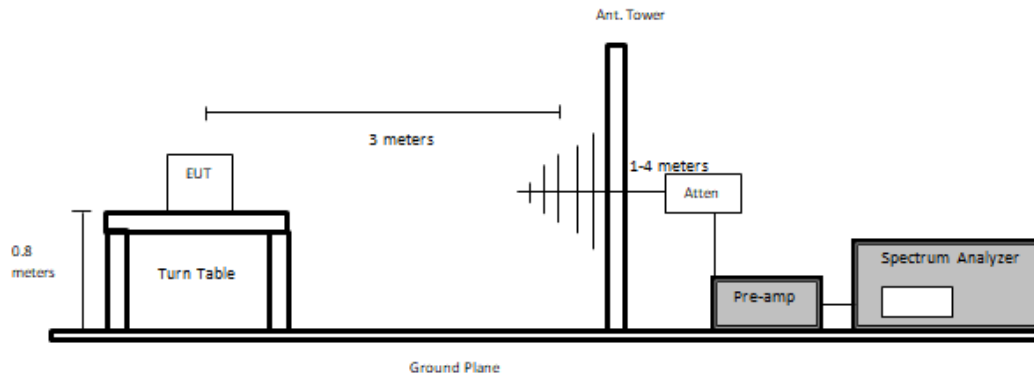 Ant. Tower
3 meters
1-4 meters
EUT
Atten
0.8
meters
Turn Table
Spectrum Analyzer
Pre-amp
Ground Plane